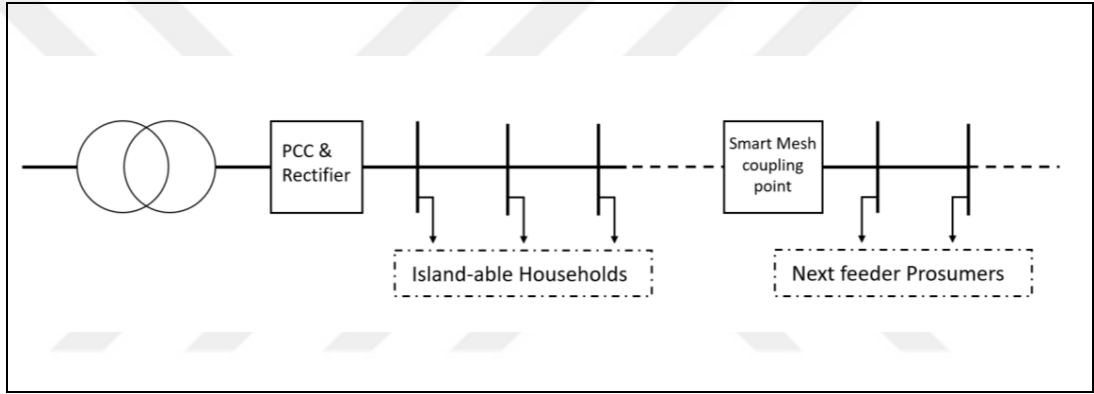 PCC &
Rectifier
Smart Mesh
coupling
point
Island-able Households
Next feeder Prosumers